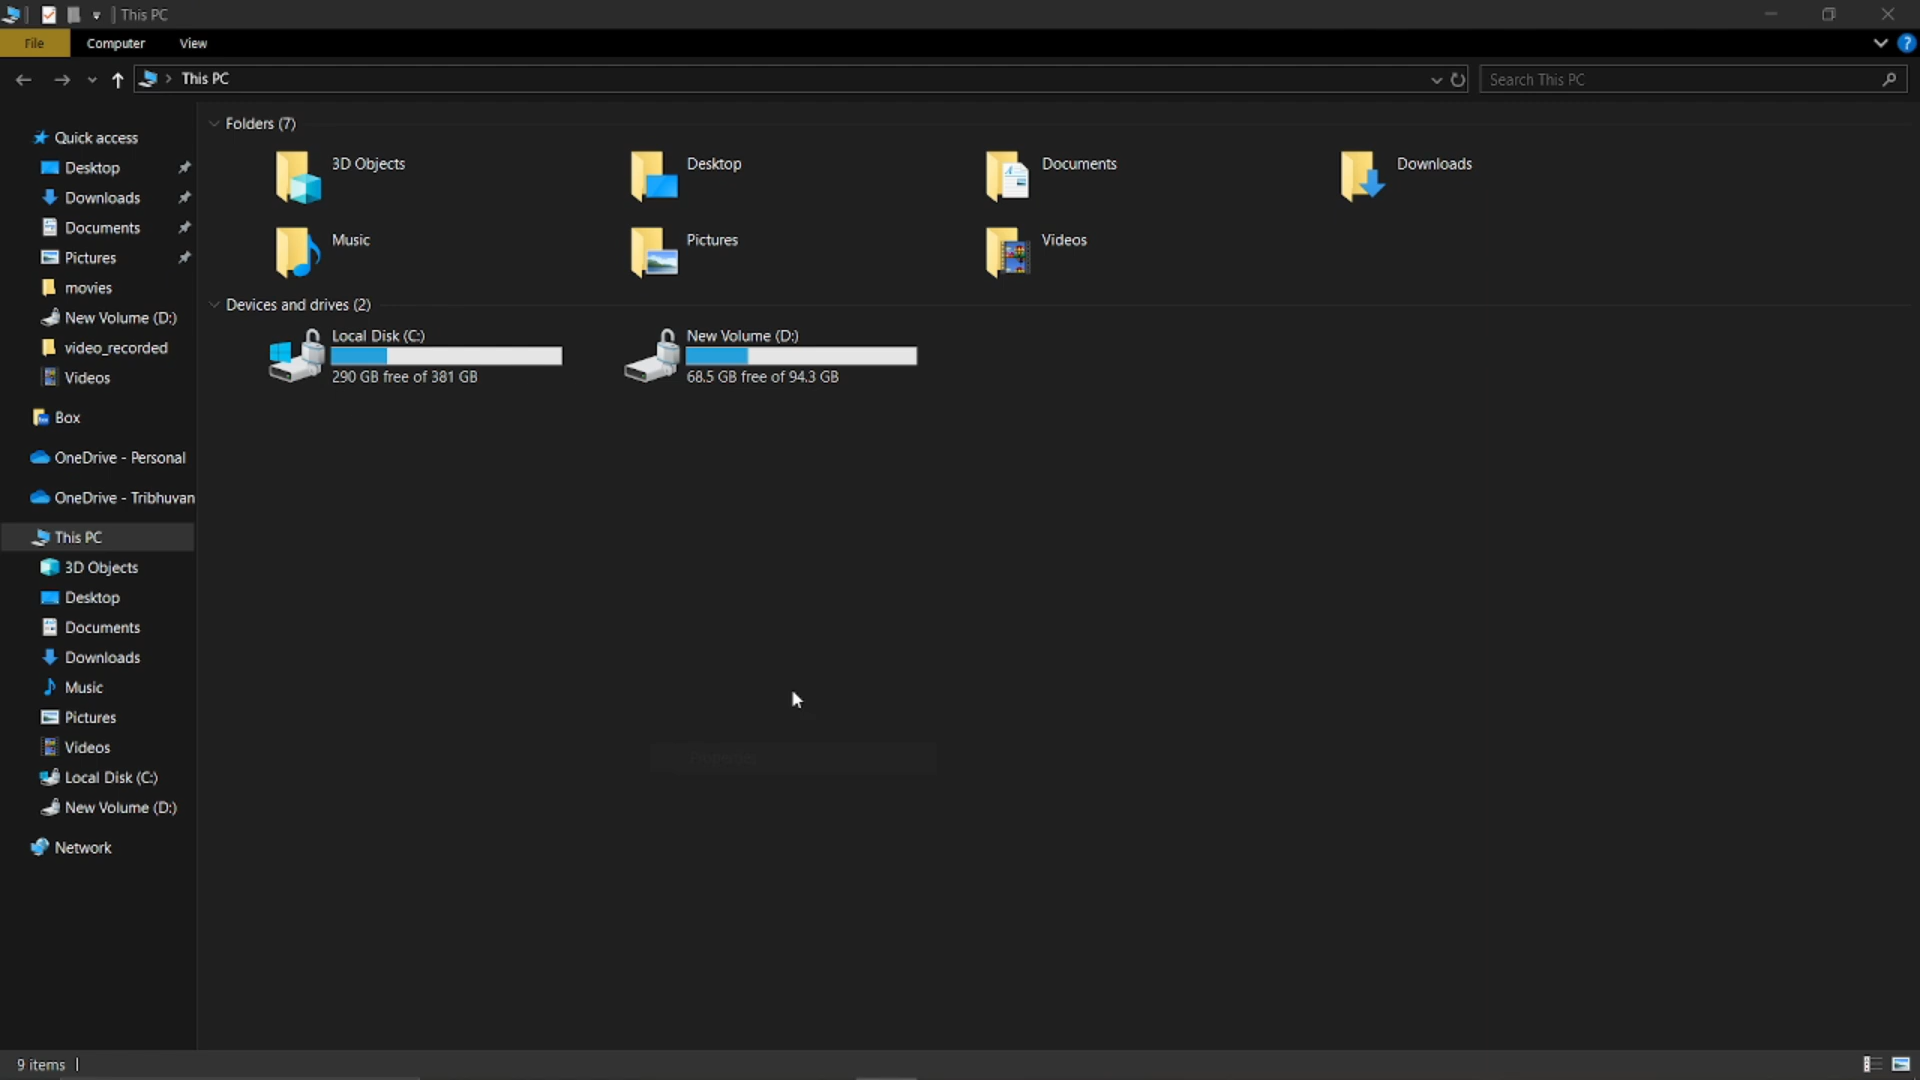 This PC
File
Computer
View
?
This PC
Search This PC
Quick access
Desktop
Downloads
Documents
Pictures
movies
New Volume (D:)
video_recorded
Videos
Box
OneDrive - Personal
OneDrive - Tribhuvan
This PC
3D Objects
Desktop
Documents
Downloads
Music
Pictures
Videos
Local Disk (C:)
New Volume (D:)
Network
Folders (7)
3D Objects
Desktop
Documents
Downloads
Music
Pictures
Videos
Devices and drives (2)
Local Disk (C:)
290 GB free of 381 GB
New Volume (D:)
68.5 GB free of 94.3 GB
Properties
9 items